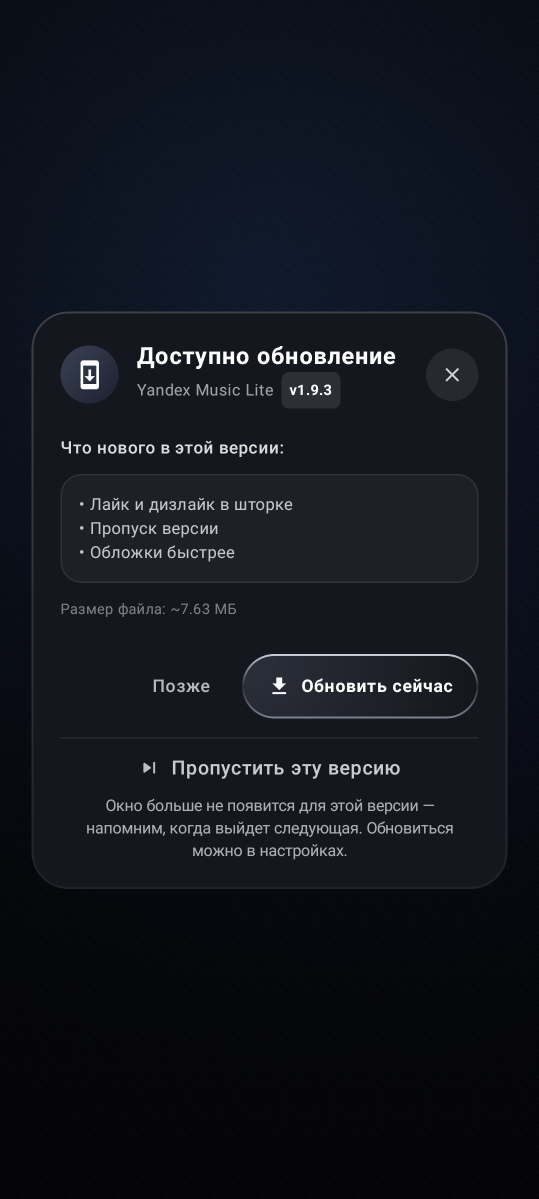 Доступно обновление
Yandex Music Lite v1.9.3
Что нового в этой версии:
• Лайк и дизлайк в шторке
• Пропуск версии
• Обложки быстрее
Размер файла: ~7.63 МБ
Позже
Обновить сейчас
Пропустить эту версию
Окно больше не появится для этой версии —
напомним, когда выйдет следующая. Обновиться
можно в настройках.